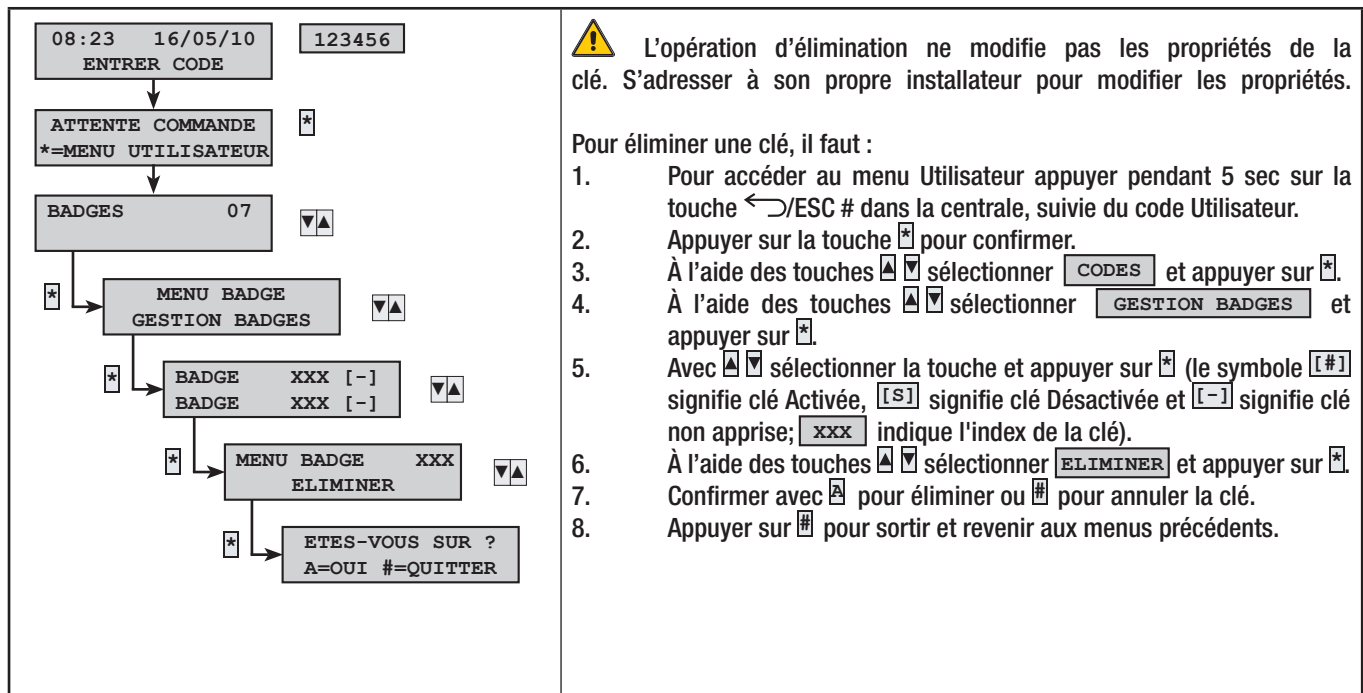 08:23 16/05/10
ENTRER CODE
123456
ATTENTE COMMANDE
*=MENU UTILISATEUR
*
BADGES 07
▼▲
*
MENU BADGE
GESTION BADGES
▼▲
*
BADGE XXX [-]
BADGE XXX [-]
▼▲
*
MENU BADGE XXX
ELIMINER
▼▲
*
ETES-VOUS SUR ?
A=OUI #=QUITTER
L'opération d'élimination ne modifie pas les propriétés de la
clé. S'adresser à son propre installateur pour modifier les propriétés.
Pour éliminer une clé, il faut :
1. Pour accéder au menu Utilisateur appuyer pendant 5 sec sur la
touche /ESC # dans la centrale, suivie du code Utilisateur.
2. Appuyer sur la touche * pour confirmer.
3. À l'aide des touches ▲ ▼ sélectionner CODES et appuyer sur *.
4. À l'aide des touches ▲ ▼ sélectionner GESTION BADGES et
appuyer sur *.
5. Avec ▲ ▼ sélectionner la touche et appuyer sur * (le symbole [#]
signifie clé Activée, [S] signifie clé Désactivée et [-] signifie clé
non apprise; XXX indique l'index de la clé).
6. À l'aide des touches ▲ ▼ sélectionner ELIMINER et appuyer sur *.
7. Confirmer avec A pour éliminer ou # pour annuler la clé.
8. Appuyer sur # pour sortir et revenir aux menus précédents.